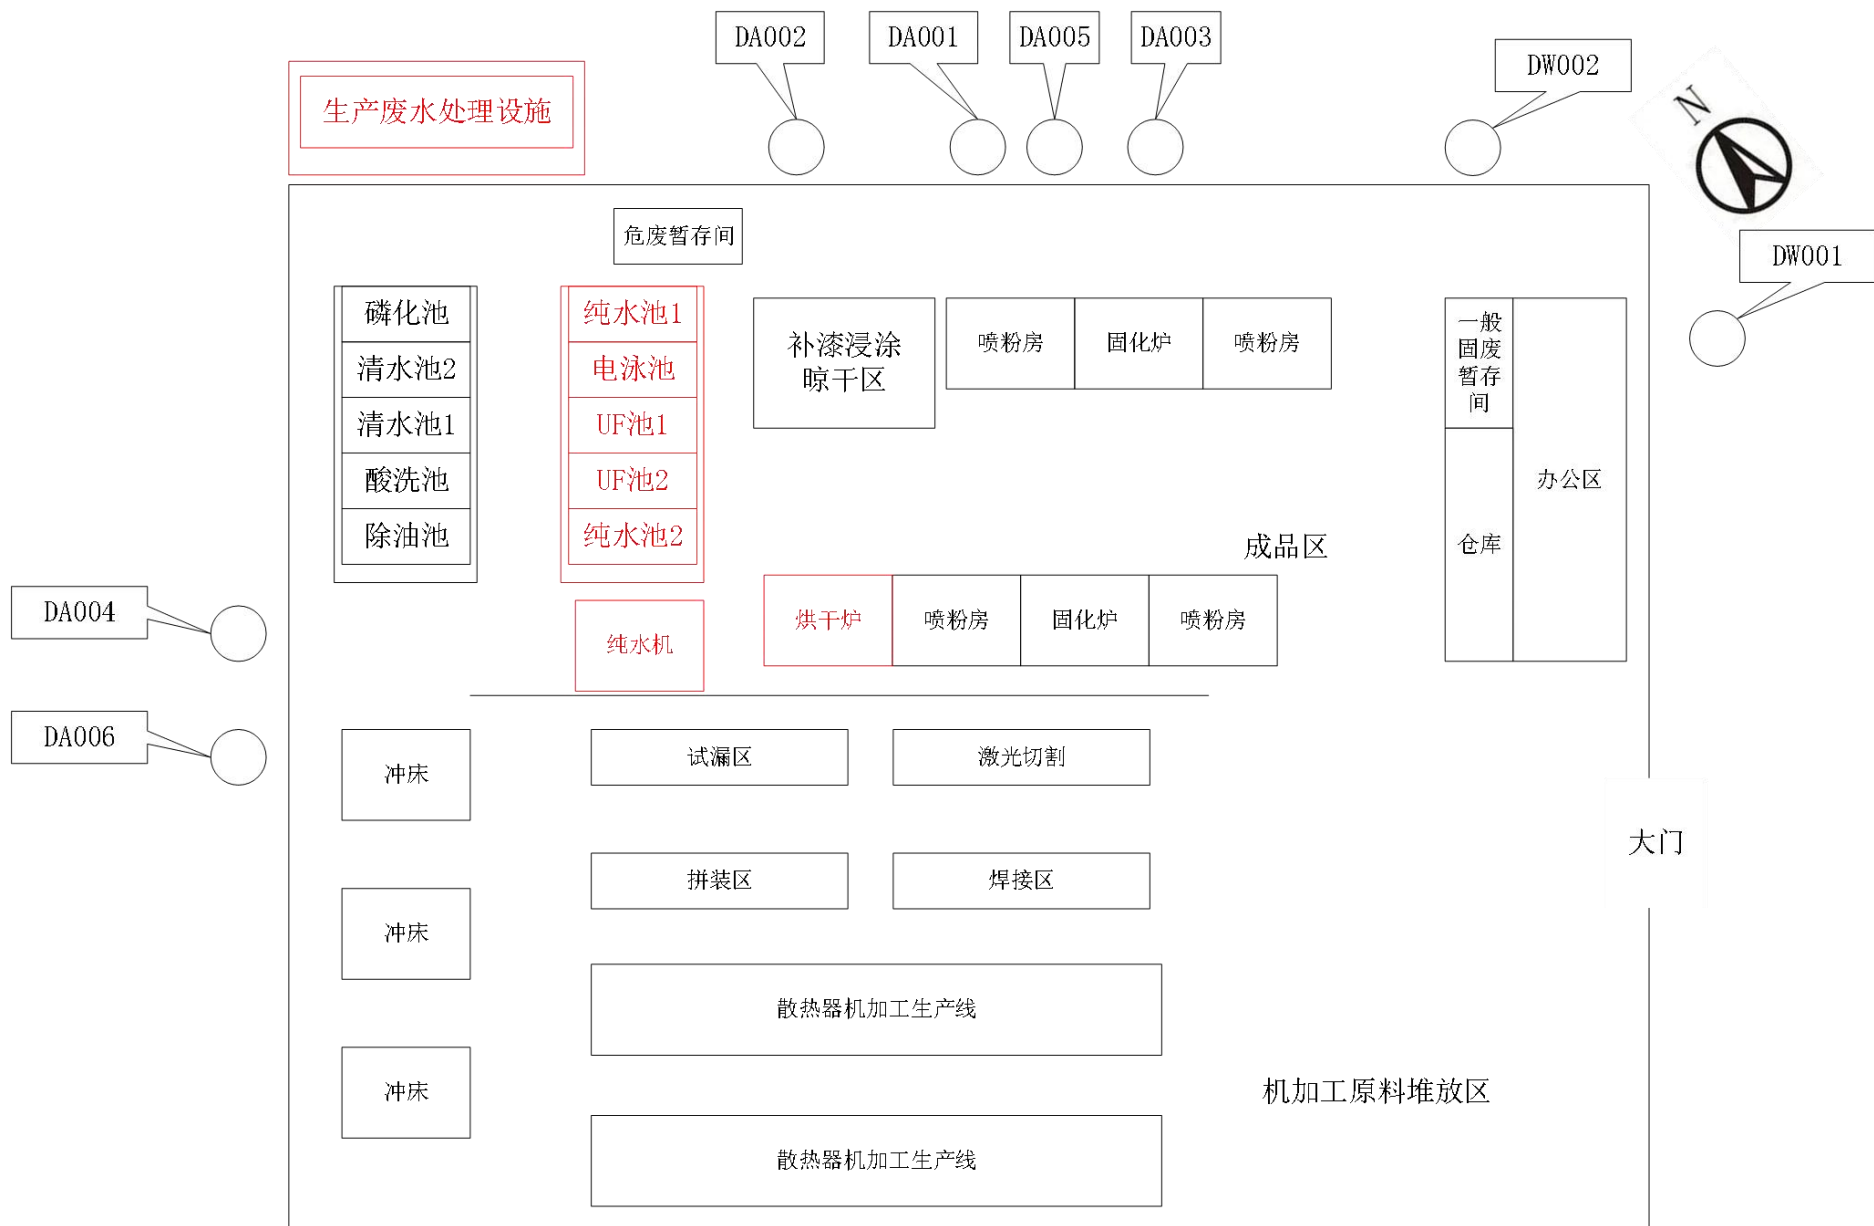 DA002
DA001
DA005
DA003
DW002
N
生产废水处理设施
危废暂存间
DW001
磷化池
清水池2
清水池1
酸洗池
除油池
纯水池1
电泳池
UF池1
UF池2
纯水池2
补漆浸涂
晾干区
喷粉房
固化炉
喷粉房
一般
固废
暂存
间
仓库
办公区
成品区
DA004
纯水机
烘干炉
喷粉房
固化炉
喷粉房
DA006
冲床
试漏区
激光切割
大门
拼装区
焊接区
冲床
散热器机加工生产线
冲床
机加工原料堆放区
散热器机加工生产线